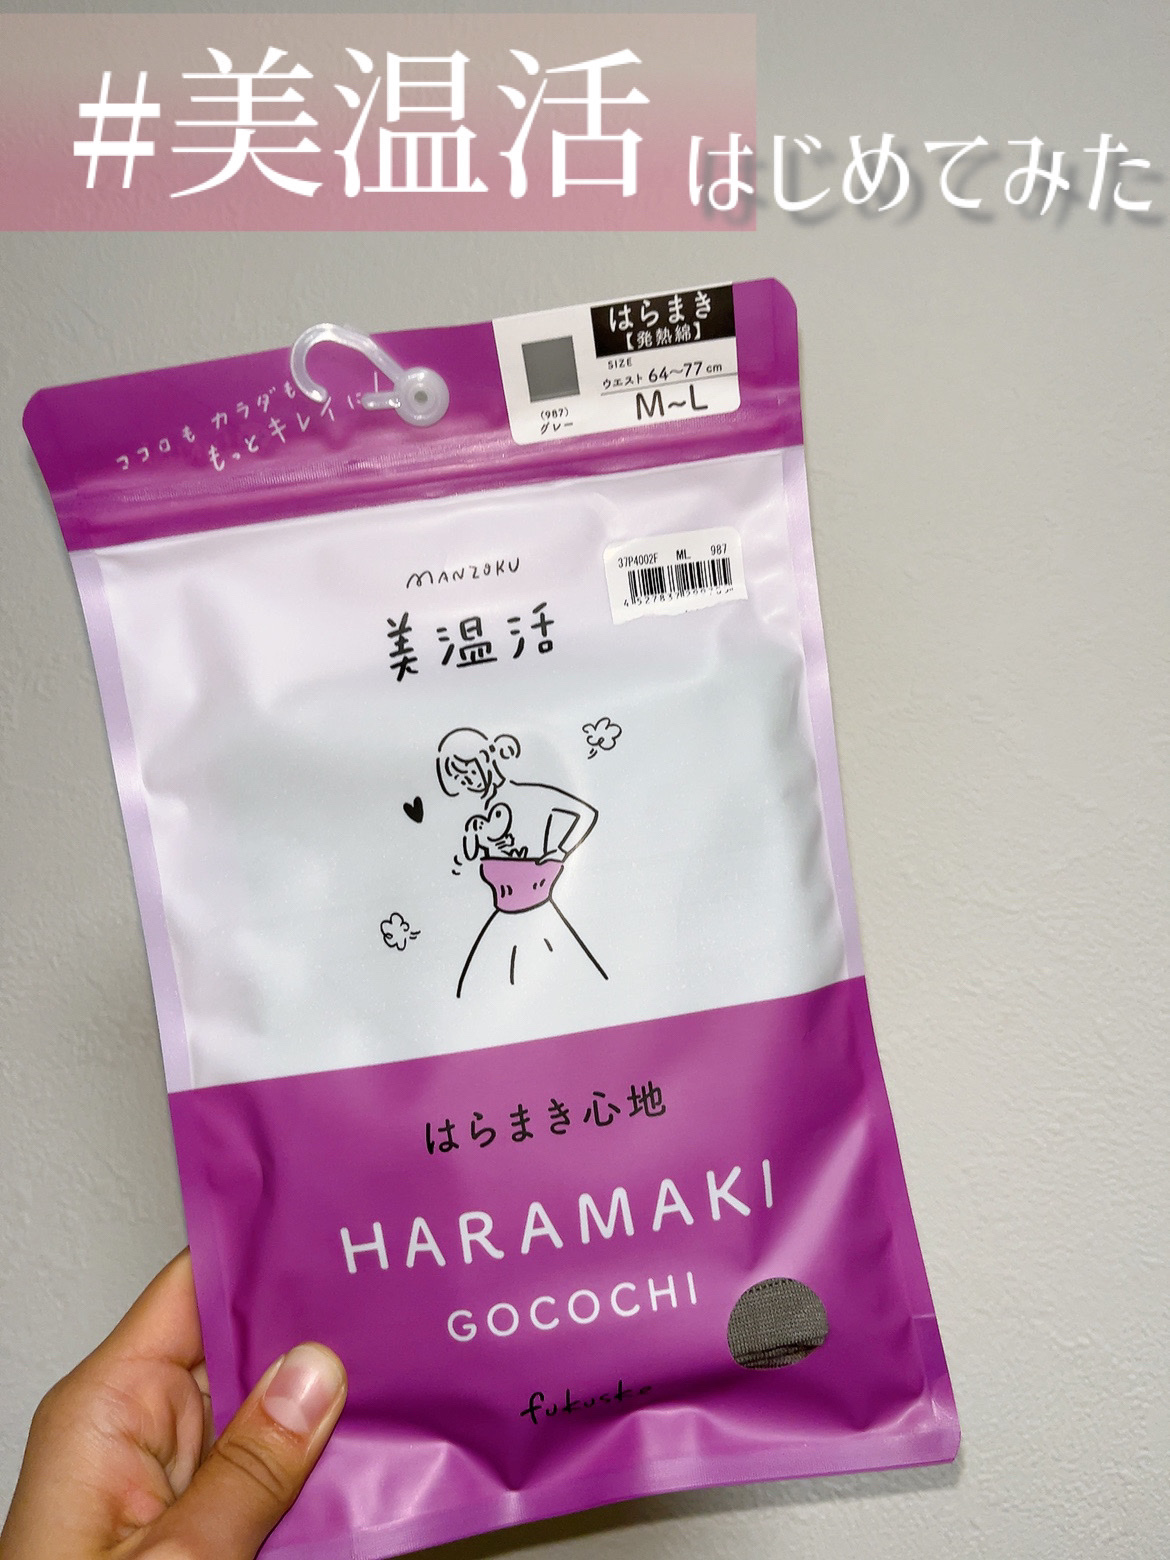 #美温活 はじめてみた
はらまき
【発熱綿】
SIZE
ウエスト 64～77cm
M～L
(987)
グレー
ココロも カラダも
もっと キレイに
MANZOKU
37P4002F ML 987
美温活
はらまき心地
HARAMAKI
GOCOCHI
fukuske